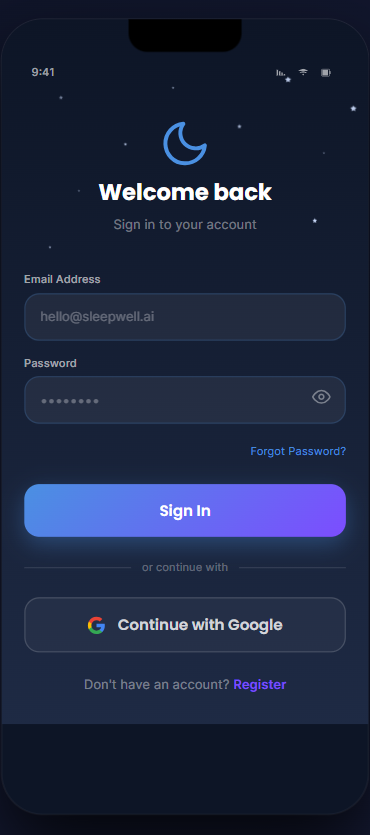 9:41
Welcome back
Sign in to your account
Email Address
hello@sleepwell.ai
Password
Forgot Password?
Sign In
or continue with
Continue with Google
Don't have an account? Register